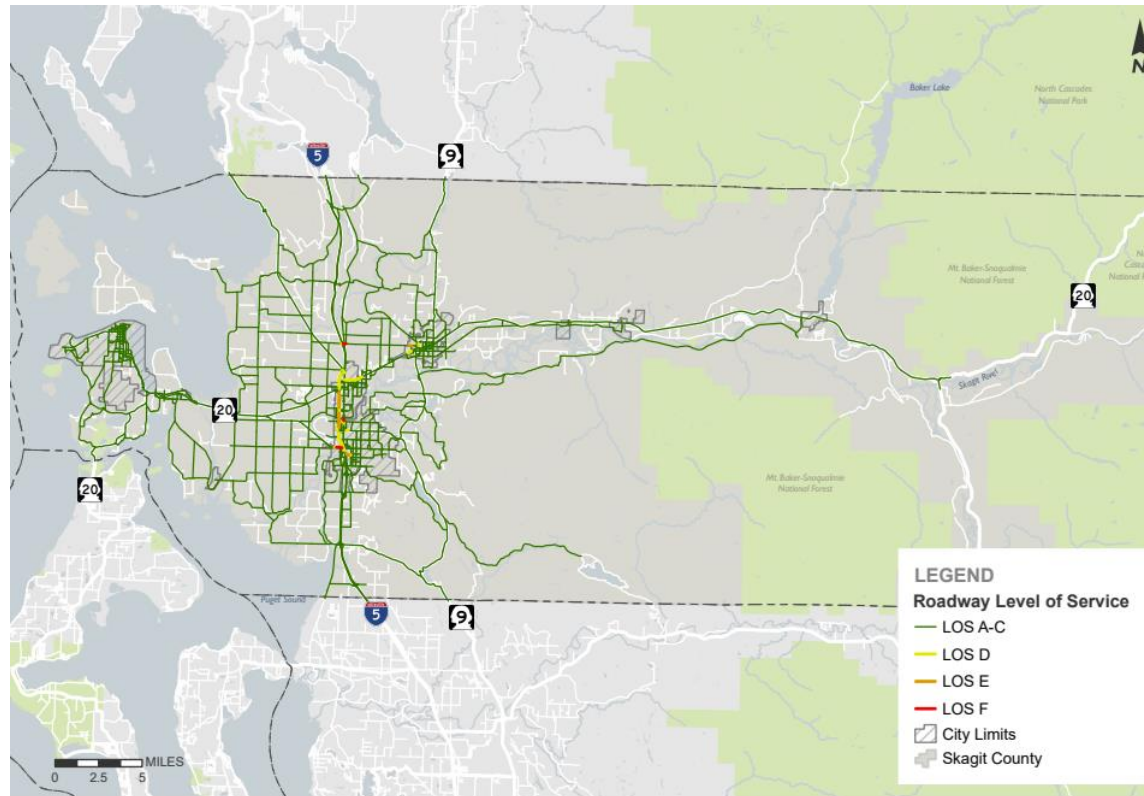 N
Baker Lake
North Cascades
National Park
5
9
Mt. Baker-Snoqualmie
National Forest
20
Skagit River
20
20
Mt. Baker-Snoqualmie
National Forest
Puget Sound
5
9
LEGEND
Roadway Level of Service
LOS A-C
LOS D
LOS E
LOS F
City Limits
Skagit County
MILES
0 2.5 5